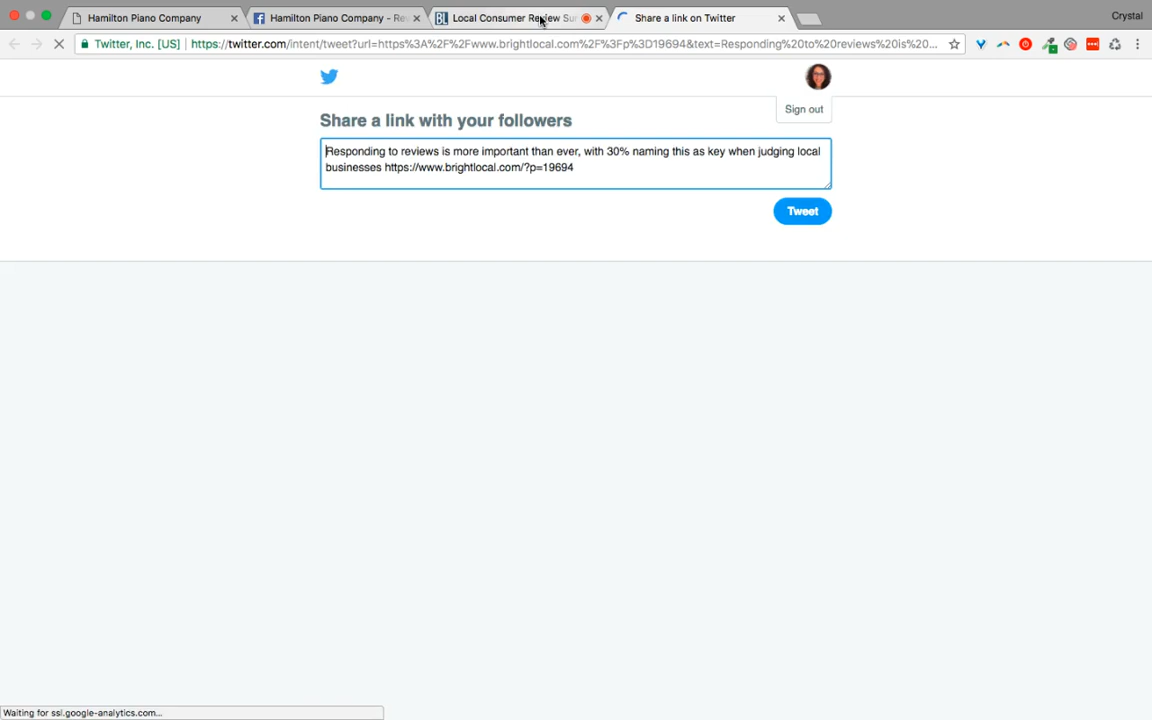 Hamilton Piano Company
Hamilton Piano Company - Re
Local Consumer Review Sur
Share a link on Twitter
Crystal
Twitter, Inc. [US]
https://twitter.com/intent/tweet?url=https%3A%2F%2Fwww.brightlocal.com%2F%3Fp%3D19694&text=Responding%20to%20reviews%20is%20...
Sign out
Share a link with your followers
Responding to reviews is more important than ever, with 30% naming this as key when judging local
businesses https://www.brightlocal.com/?p=19694
Tweet
Waiting for ssl.google-analytics.com...